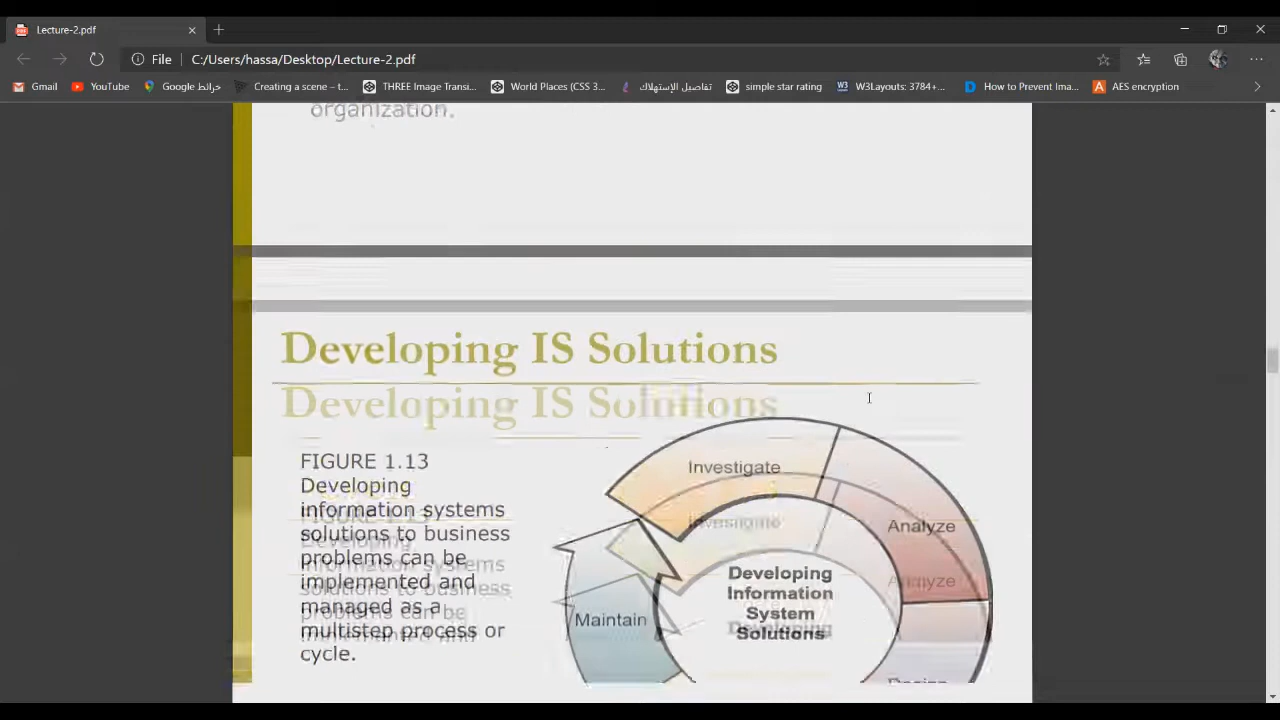 Lecture-2.pdf
File
C:/Users/hassa/Desktop/Lecture-2.pdf
Gmail
YouTube
خرائط Google
Creating a scene – t...
THREE Image Transi...
World Places (CSS 3...
تفاصيل الإستهلاك
simple star rating
W3Layouts: 3784+...
How to Prevent Ima...
AES encryption
organization.
Developing IS Solutions
FIGURE 1.13
Developing
information systems
solutions to business
problems can be
implemented and
managed as a
multistep process or
cycle.
Investigate
Analyze
Developing
Information
System
Solutions
Maintain